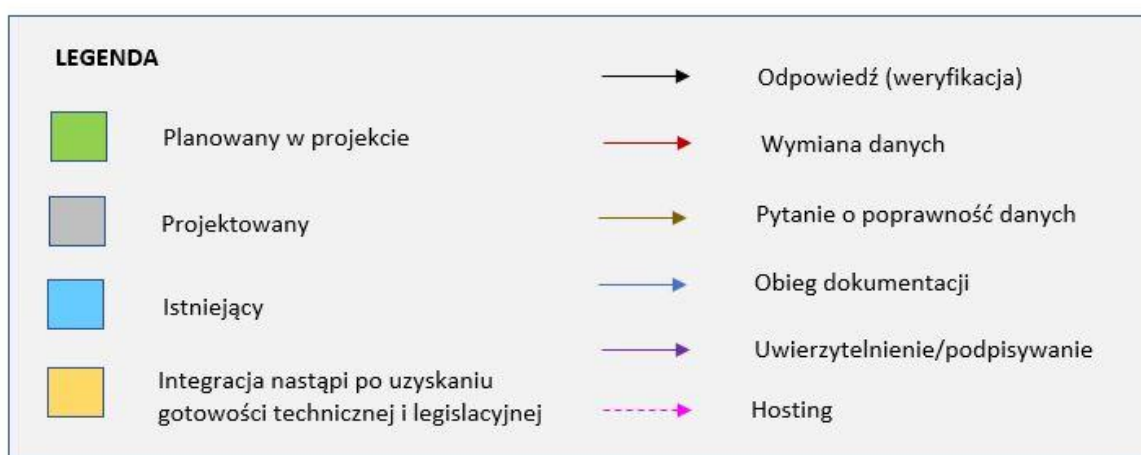 LEGENDA
Planowany w projekcie
Projektowany
Istniejący
Integracja nastąpi po uzyskaniu
gotowości technicznej i legislacyjnej
Odpowiedź (weryfikacja)
Wymiana danych
Pytanie o poprawność danych
Obieg dokumentacji
Uwierzytelnienie/podpisywanie
Hosting